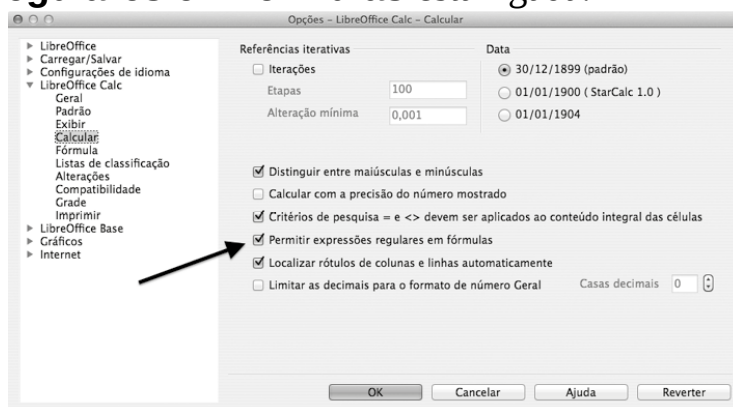 Opções – LibreOffice Calc – Calcular
LibreOffice
Carregar/Salvar
Configurações de idioma
LibreOffice Calc
Geral
Padrão
Exibir
Calcular
Fórmula
Listas de classificação
Alterações
Compatibilidade
Grade
Imprimir
LibreOffice Base
Gráficos
Internet
Referências iterativas
Iterações
Etapas 100
Alteração mínima 0,001
Data
30/12/1899 (padrão)
01/01/1900 ( StarCalc 1.0 )
01/01/1904
Distinguir entre maiúsculas e minúsculas
Calcular com a precisão do número mostrado
Critérios de pesquisa = e <> devem ser aplicados ao conteúdo integral das células
Permitir expressões regulares em fórmulas
Localizar rótulos de colunas e linhas automaticamente
Limitar as decimais para o formato de número Geral Casas decimais 0
OK Cancelar Ajuda Reverter